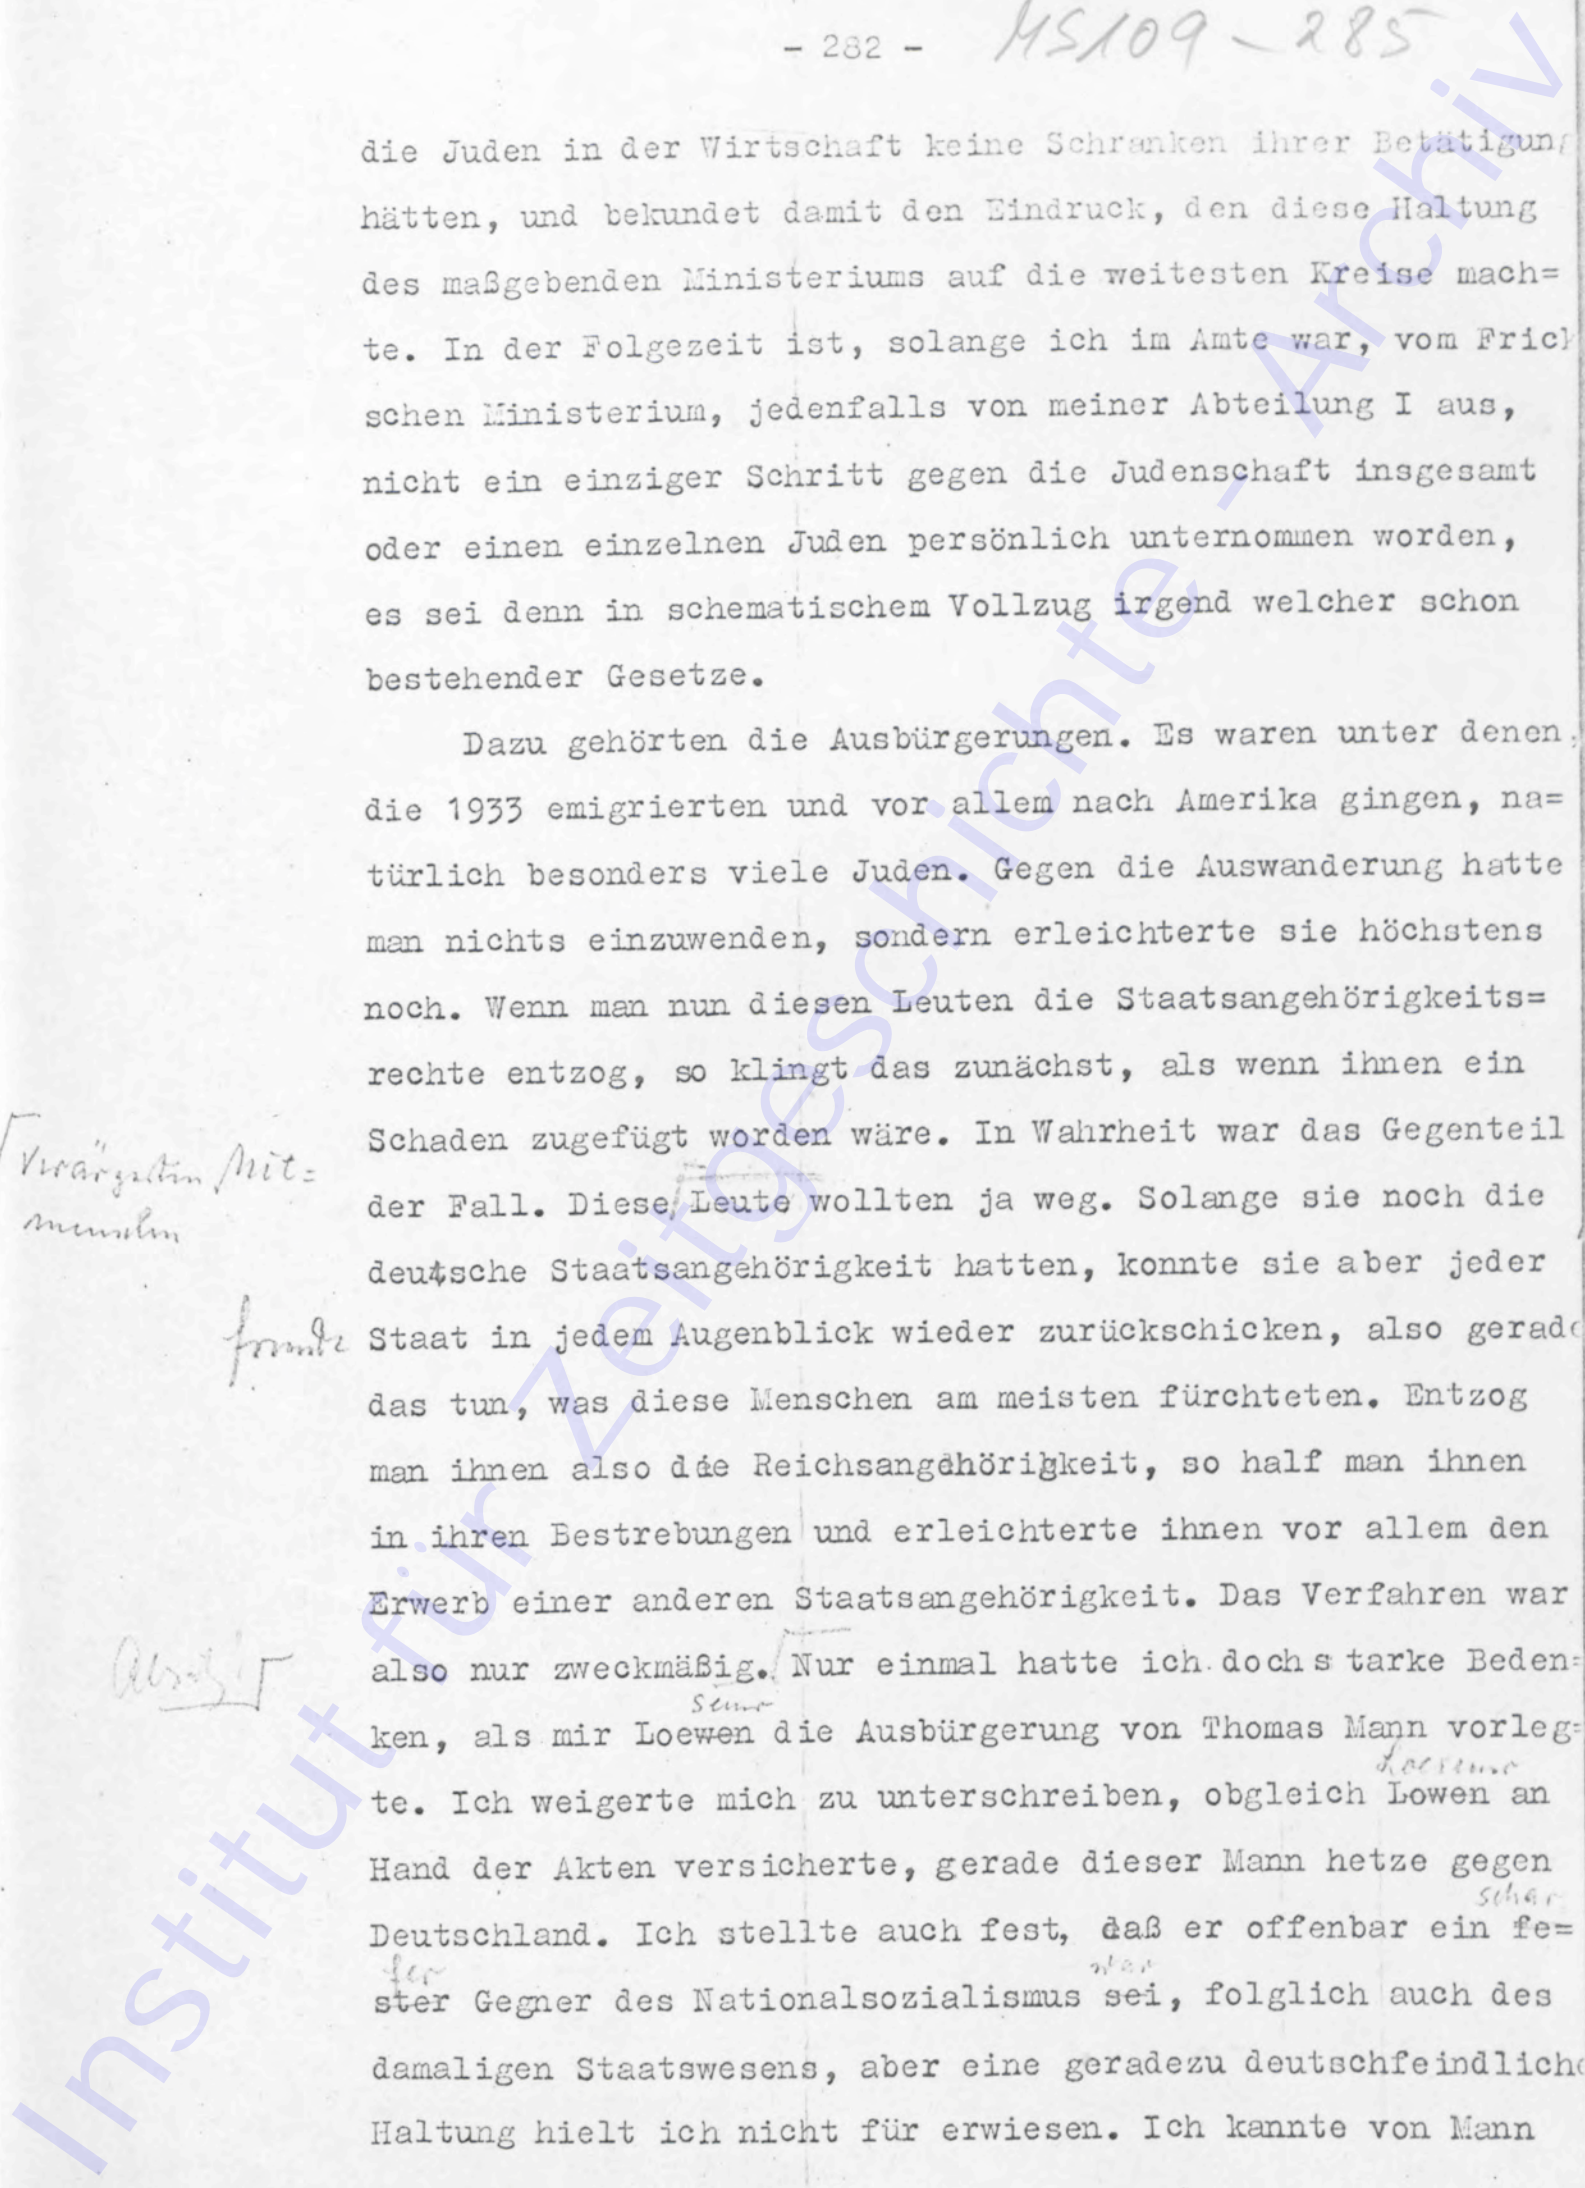 - 282 - MS109 - 285
die Juden in der Wirtschaft keine Schranken ihrer Betätigung
hätten, und bekundet damit den Eindruck, den diese Haltung
des maßgebenden Ministeriums auf die weitesten Kreise mach=
te. In der Folgezeit ist, solange ich im Amte war, vom Frick
schen Ministerium, jedenfalls von meiner Abteilung I aus,
nicht ein einziger Schritt gegen die Judenschaft insgesamt
oder einen einzelnen Juden persönlich unternommen worden,
es sei denn in schematischem Vollzug irgend welcher schon
bestehender Gesetze.
Dazu gehörten die Ausbürgerungen. Es waren unter denen,
die 1933 emigrierten und vor allem nach Amerika gingen, na=
türlich besonders viele Juden. Gegen die Auswanderung hatte
man nichts einzuwenden, sondern erleichterte sie höchstens
noch. Wenn man nun diesen Leuten die Staatsangehörigkeits=
rechte entzog, so klingt das zunächst, als wenn ihnen ein
Schaden zugefügt worden wäre. In Wahrheit war das Gegenteil
der Fall. Diese Leute wollten ja weg. Solange sie noch die
deutsche Staatsangehörigkeit hatten, konnte sie aber jeder
fremde Staat in jedem Augenblick wieder zurückschicken, also gerade
das tun, was diese Menschen am meisten fürchteten. Entzog
man ihnen also die Reichsangehörigkeit, so half man ihnen
in ihren Bestrebungen und erleichterte ihnen vor allem den
Erwerb einer anderen Staatsangehörigkeit. Das Verfahren war
also nur zweckmäßig. Nur einmal hatte ich doch starke Beden=
ken, als mir Loewen die Ausbürgerung von Thomas Mann vorleg=
te. Ich weigerte mich zu unterschreiben, obgleich Lowen an
Hand der Akten versicherte, gerade dieser Mann hetze gegen
schar
Deutschland. Ich stellte auch fest, daß er offenbar ein fe=
fer war
ster Gegner des Nationalsozialismus sei, folglich auch des
damaligen Staatswesens, aber eine geradezu deutschfeindliche
Haltung hielt ich nicht für erwiesen. Ich kannte von Mann
Institut für Zeitgeschichte - Archiv